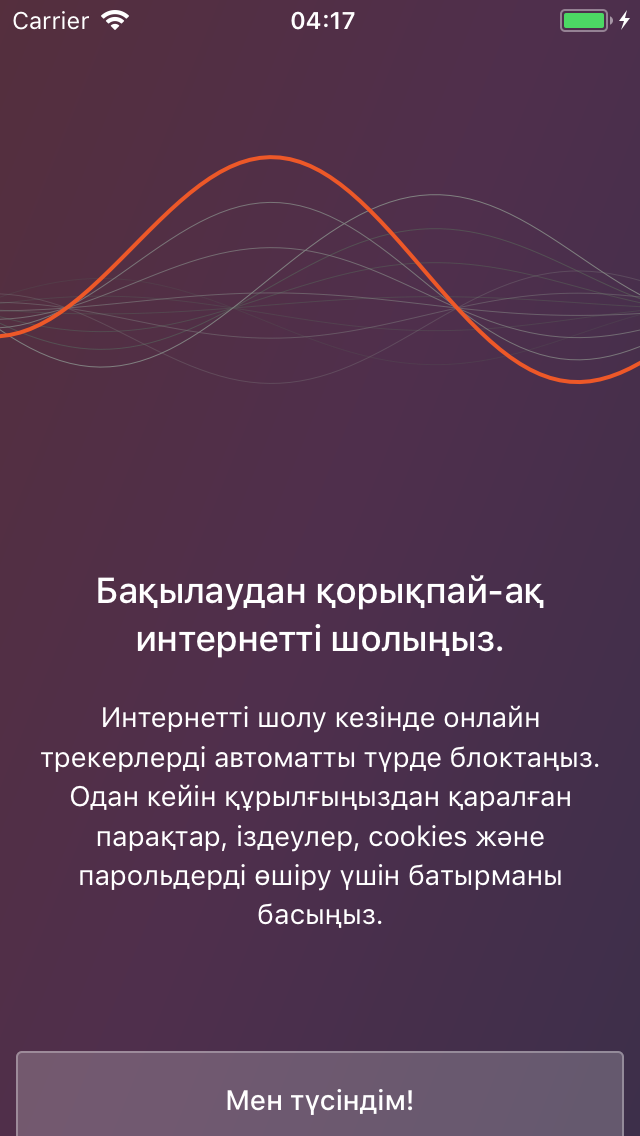 Carrier 04:17
Бақылаудан қорықпай-ақ
интернетті шолыңыз.
Интернетті шолу кезінде онлайн
трекерлерді автоматты түрде блоктаңыз.
Одан кейін құрылғыңыздан қаралған
парақтар, іздеулер, cookies және
парольдерді өшіру үшін батырманы
басыңыз.
Мен түсіндім!